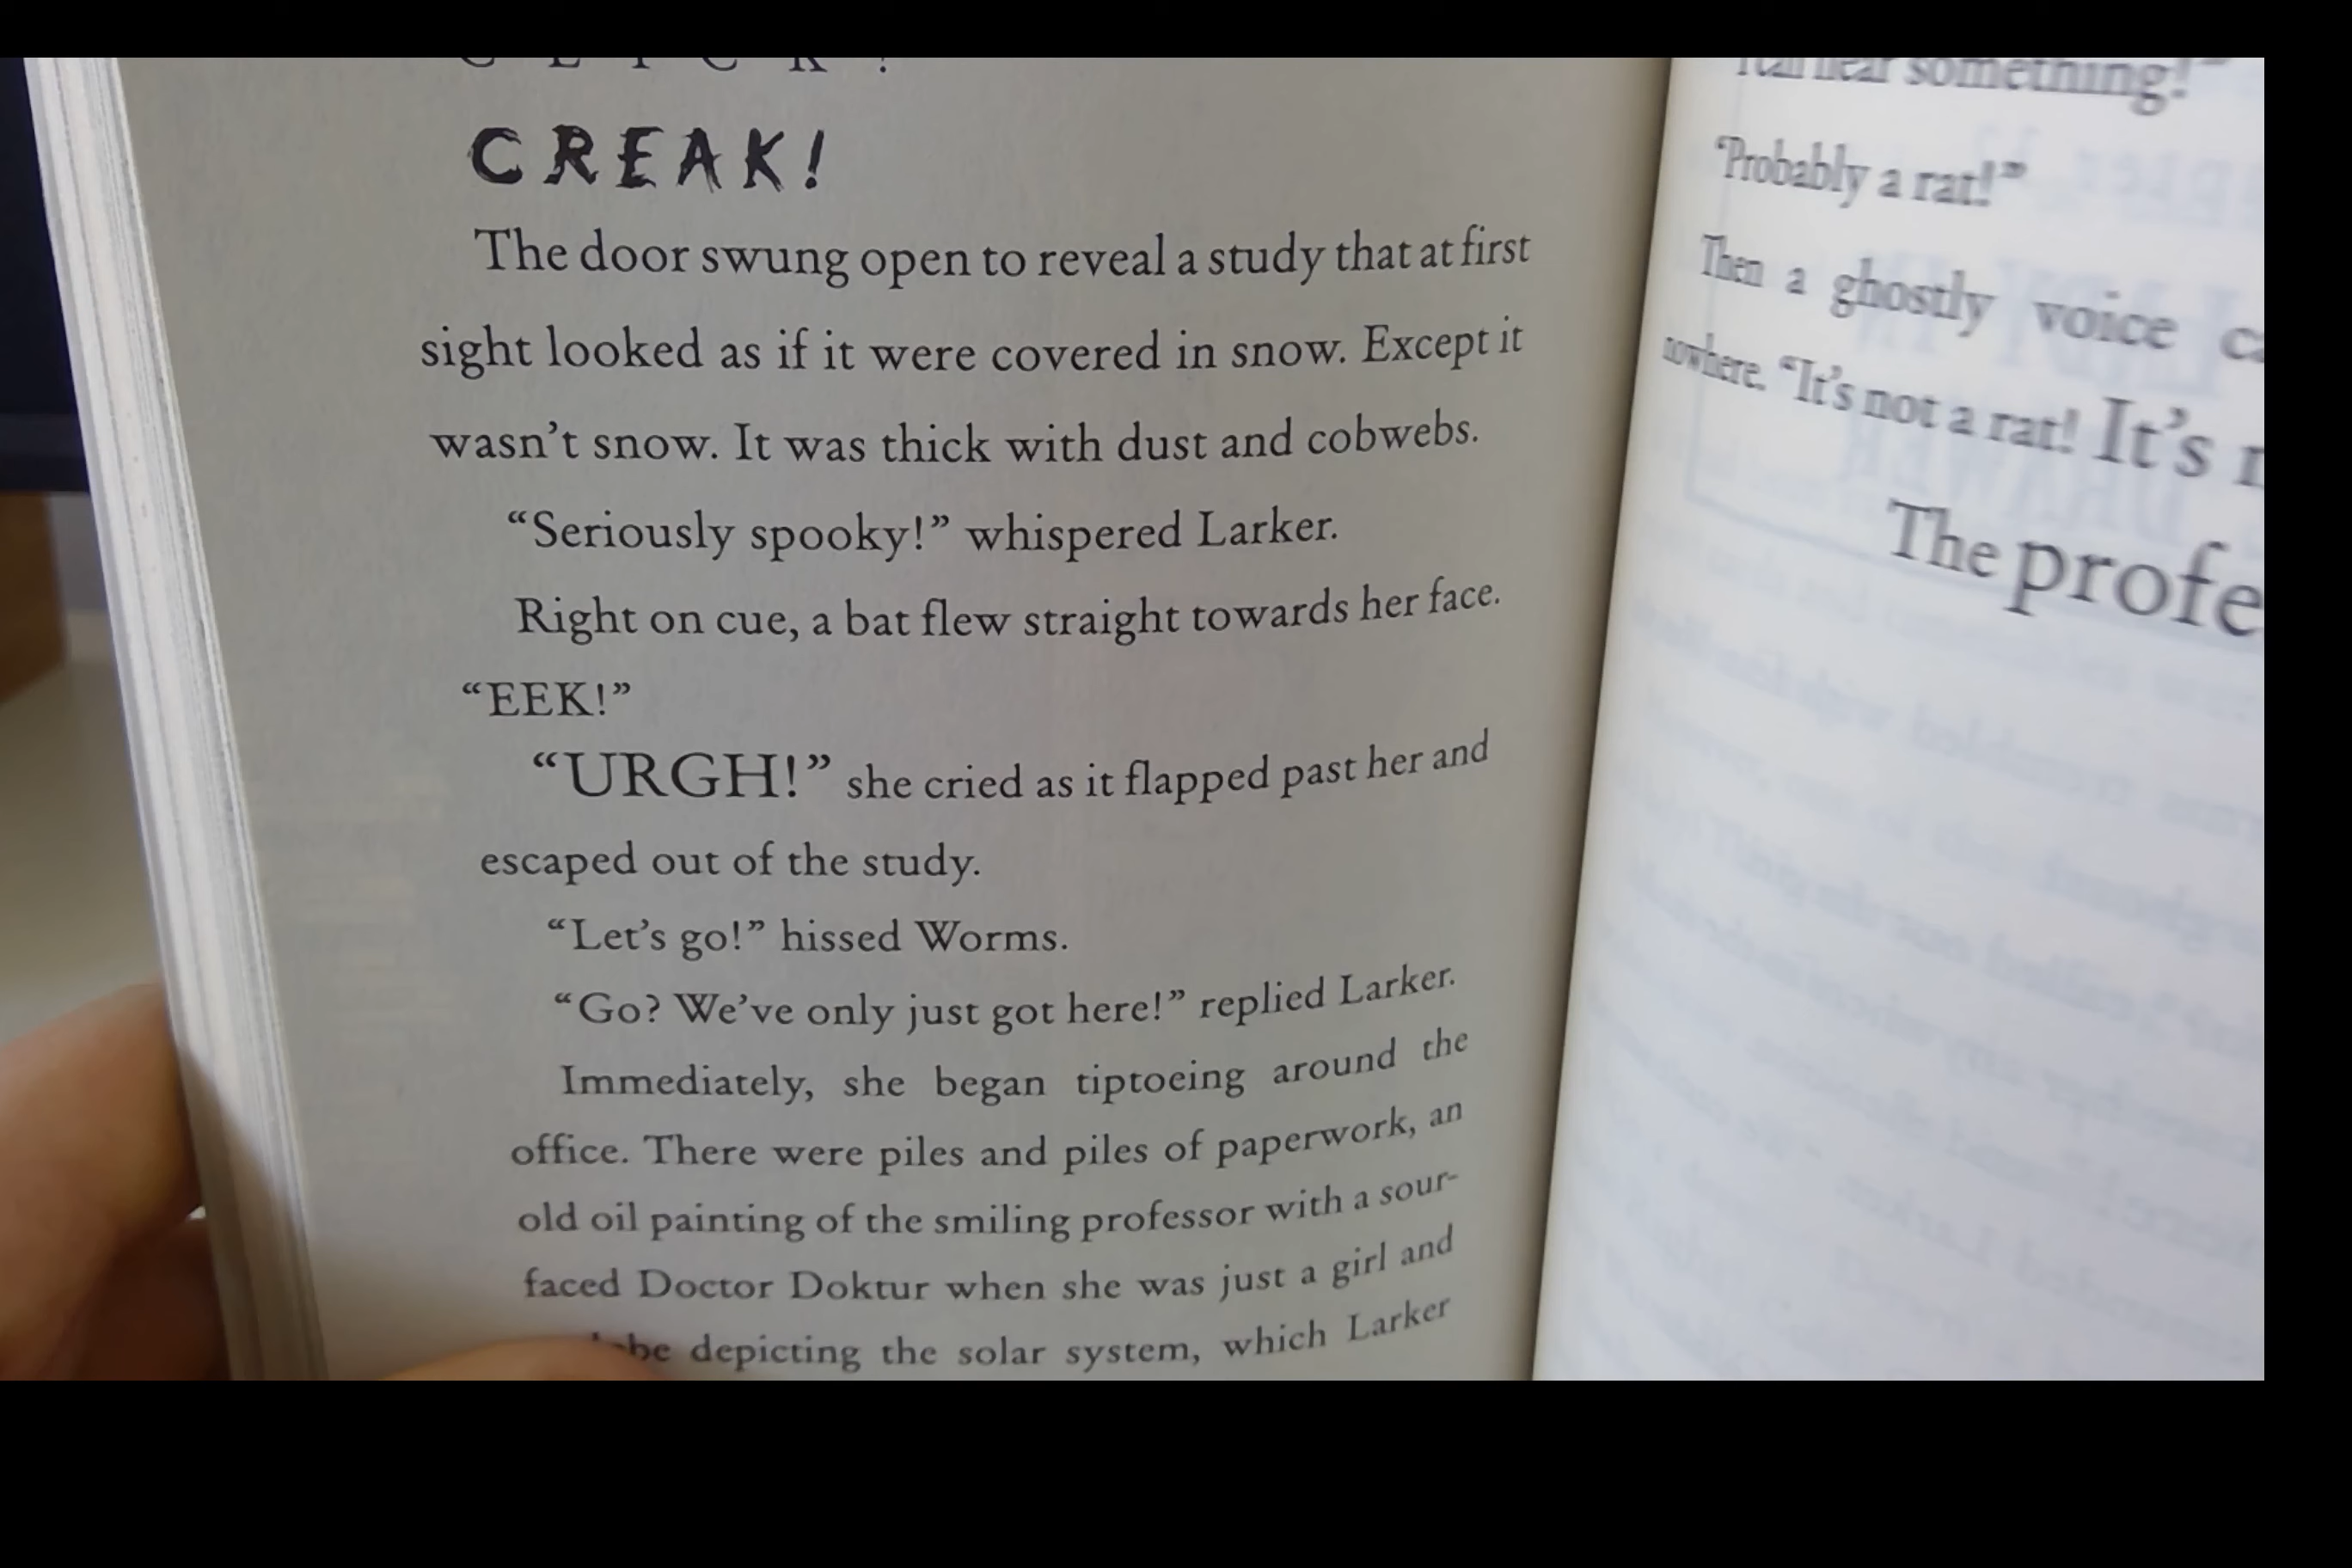 CREAK!
The door swung open to reveal a study that at first
sight looked as if it were covered in snow. Except it
wasn't snow. It was thick with dust and cobwebs.
“Seriously spooky!” whispered Larker.
Right on cue, a bat flew straight towards her face.
“EEK!”
“URGH!” she cried as it flapped past her and
escaped out of the study.
“Let's go!” hissed Worms.
“Go? We've only just got here!” replied Larker.
Immediately, she began tiptoeing around the
office. There were piles and piles of paperwork, an
old oil painting of the smiling professor with a sour-
faced Doctor Doktur when she was just a girl and
depicting the solar system, which Larker
hear something!”
“Probably a rat!”
Then a ghostly voice
nowhere. “It's not a rat! It's
The